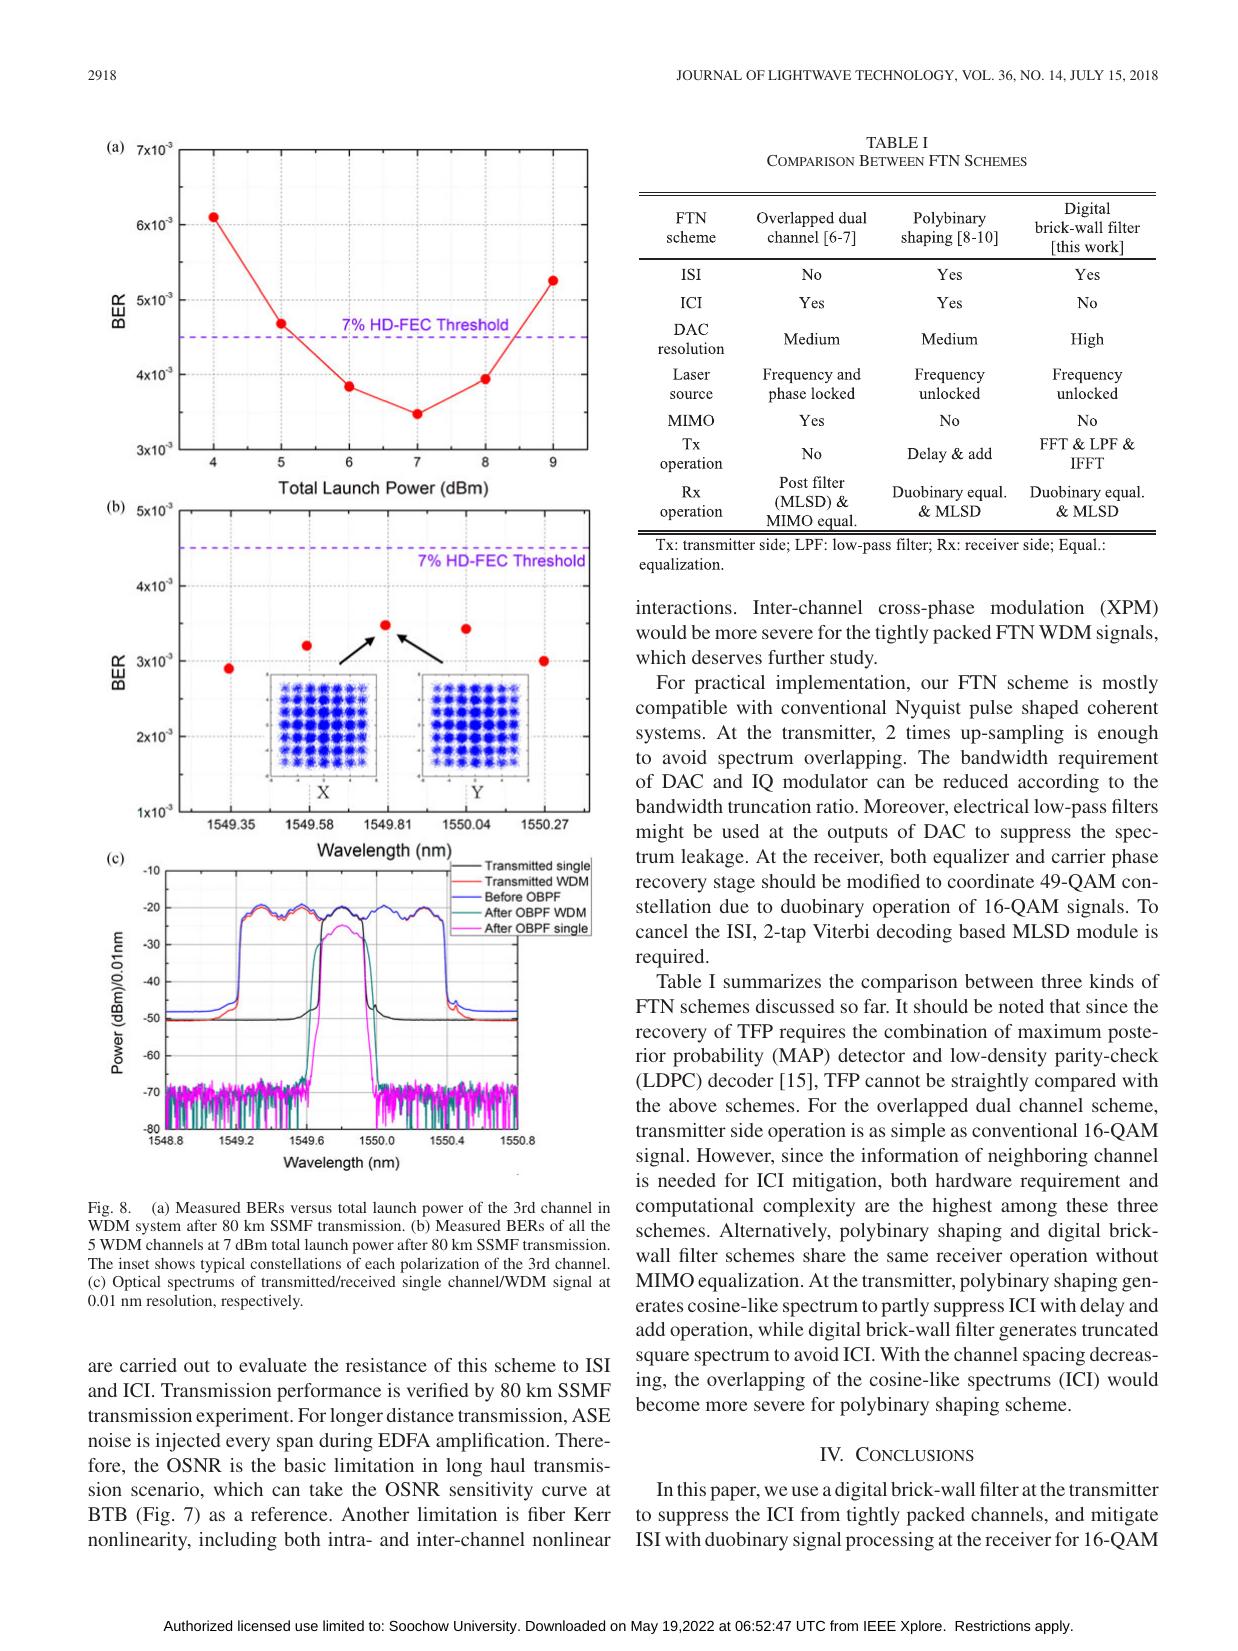 2918
JOURNAL OF LIGHTWAVE TECHNOLOGY, VOL. 36, NO. 14, JULY 15, 2018
(a)
7x10-3
6x10-3
5x10-3
4x10-3
3x10-3
BER
7% HD-FEC Threshold
4 5 6 7 8 9
Total Launch Power (dBm)
(b)
5x10-3
4x10-3
3x10-3
2x10-3
1x10-3
BER
7% HD-FEC Threshold
X Y
1549.35 1549.58 1549.81 1550.04 1550.27
Wavelength (nm)
(c)
Transmitted single
Transmitted WDM
Before OBPF
After OBPF WDM
After OBPF single
-10
-20
-30
-40
-50
-60
-70
-80
Power (dBm)/0.01nm
1548.8 1549.2 1549.6 1550.0 1550.4 1550.8
Wavelength (nm)
Fig. 8. (a) Measured BERs versus total launch power of the 3rd channel in
WDM system after 80 km SSMF transmission. (b) Measured BERs of all the
5 WDM channels at 7 dBm total launch power after 80 km SSMF transmission.
The inset shows typical constellations of each polarization of the 3rd channel.
(c) Optical spectrums of transmitted/received single channel/WDM signal at
0.01 nm resolution, respectively.
are carried out to evaluate the resistance of this scheme to ISI
and ICI. Transmission performance is verified by 80 km SSMF
transmission experiment. For longer distance transmission, ASE
noise is injected every span during EDFA amplification. There-
fore, the OSNR is the basic limitation in long haul transmis-
sion scenario, which can take the OSNR sensitivity curve at
BTB (Fig. 7) as a reference. Another limitation is fiber Kerr
nonlinearity, including both intra- and inter-channel nonlinear
TABLE I
COMPARISON BETWEEN FTN SCHEMES
FTN scheme Overlapped dual channel [6-7] Polybinary shaping [8-10] Digital brick-wall filter [this work]
ISI No Yes Yes
ICI Yes Yes No
DAC resolution Medium Medium High
Laser source Frequency and phase locked Frequency unlocked Frequency unlocked
MIMO Yes No No
Tx operation No Delay & add FFT & LPF & IFFT
Rx operation Post filter (MLSD) & MIMO equal. Duobinary equal. & MLSD Duobinary equal. & MLSD
Tx: transmitter side; LPF: low-pass filter; Rx: receiver side; Equal.:
equalization.
interactions. Inter-channel cross-phase modulation (XPM)
would be more severe for the tightly packed FTN WDM signals,
which deserves further study.
For practical implementation, our FTN scheme is mostly
compatible with conventional Nyquist pulse shaped coherent
systems. At the transmitter, 2 times up-sampling is enough
to avoid spectrum overlapping. The bandwidth requirement
of DAC and IQ modulator can be reduced according to the
bandwidth truncation ratio. Moreover, electrical low-pass filters
might be used at the outputs of DAC to suppress the spec-
trum leakage. At the receiver, both equalizer and carrier phase
recovery stage should be modified to coordinate 49-QAM con-
stellation due to duobinary operation of 16-QAM signals. To
cancel the ISI, 2-tap Viterbi decoding based MLSD module is
required.
Table I summarizes the comparison between three kinds of
FTN schemes discussed so far. It should be noted that since the
recovery of TFP requires the combination of maximum poste-
rior probability (MAP) detector and low-density parity-check
(LDPC) decoder [15], TFP cannot be straightly compared with
the above schemes. For the overlapped dual channel scheme,
transmitter side operation is as simple as conventional 16-QAM
signal. However, since the information of neighboring channel
is needed for ICI mitigation, both hardware requirement and
computational complexity are the highest among these three
schemes. Alternatively, polybinary shaping and digital brick-
wall filter schemes share the same receiver operation without
MIMO equalization. At the transmitter, polybinary shaping gen-
erates cosine-like spectrum to partly suppress ICI with delay and
add operation, while digital brick-wall filter generates truncated
square spectrum to avoid ICI. With the channel spacing decreas-
ing, the overlapping of the cosine-like spectrums (ICI) would
become more severe for polybinary shaping scheme.
IV. CONCLUSIONS
In this paper, we use a digital brick-wall filter at the transmitter
to suppress the ICI from tightly packed channels, and mitigate
ISI with duobinary signal processing at the receiver for 16-QAM
Authorized licensed use limited to: Soochow University. Downloaded on May 19,2022 at 06:52:47 UTC from IEEE Xplore. Restrictions apply.